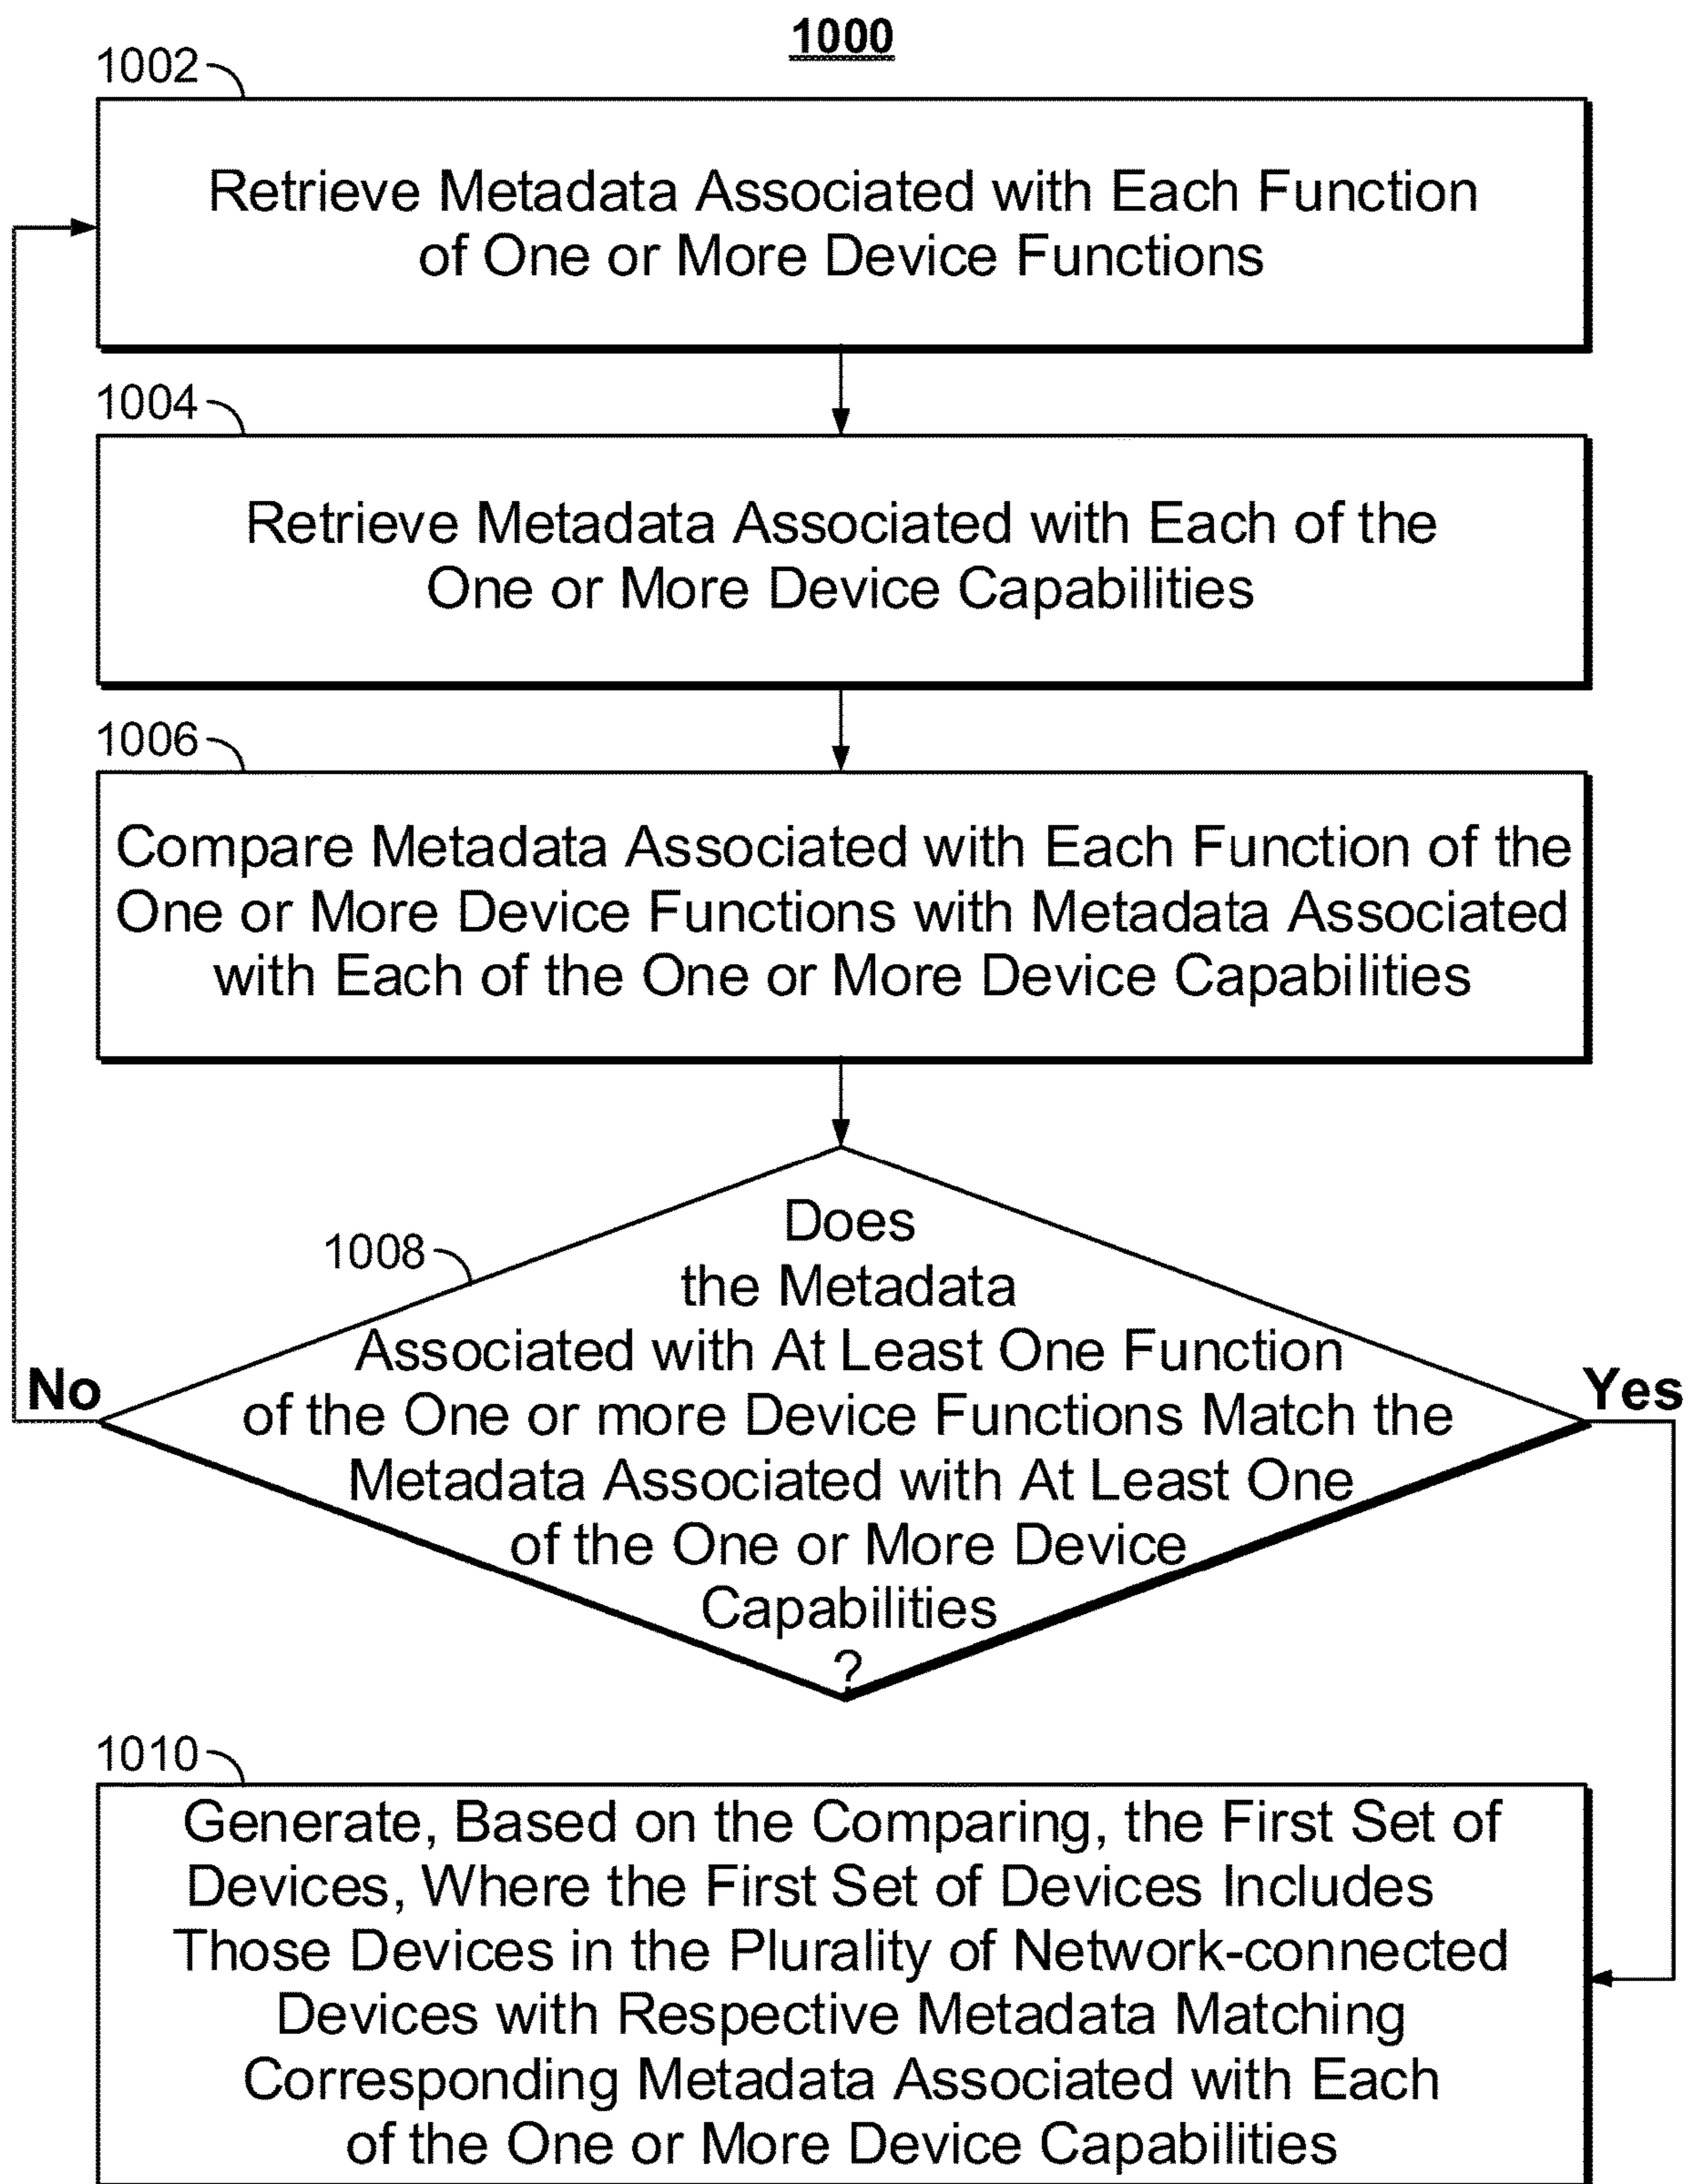 1000
1002
Retrieve Metadata Associated with Each Function
of One or More Device Functions
1004
Retrieve Metadata Associated with Each of the
One or More Device Capabilities
1006
Compare Metadata Associated with Each Function of the
One or More Device Functions with Metadata Associated
with Each of the One or More Device Capabilities
1008
Does
the Metadata
Associated with At Least One Function
of the One or more Device Functions Match the
Metadata Associated with At Least One
of the One or More Device
Capabilities
?
No
Yes
1010
Generate, Based on the Comparing, the First Set of
Devices, Where the First Set of Devices Includes
Those Devices in the Plurality of Network-connected
Devices with Respective Metadata Matching
Corresponding Metadata Associated with Each
of the One or More Device Capabilities